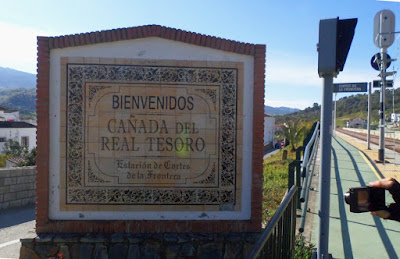 BIENVENIDOS
CAÑADA DEL
REAL TESORO
Estación de Cortes
de la Frontera